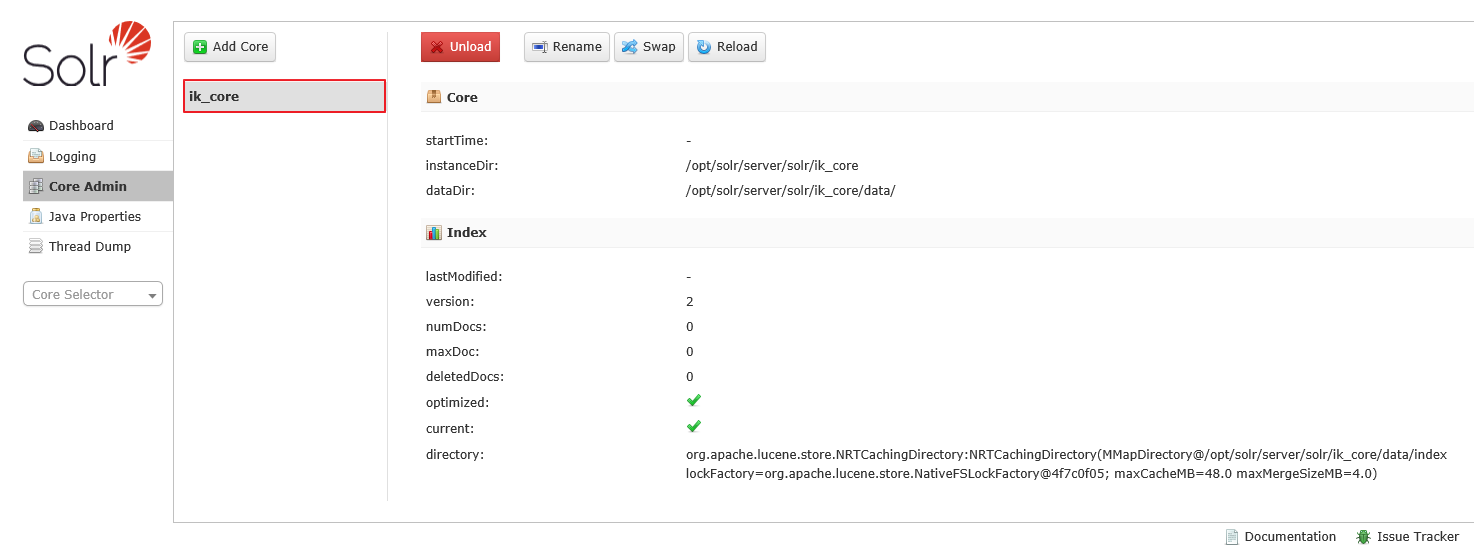 Solr
Dashboard
Logging
Core Admin
Java Properties
Thread Dump
Core Selector
Add Core
ik_core
Unload
Rename
Swap
Reload
Core
startTime: -
instanceDir: /opt/solr/server/solr/ik_core
dataDir: /opt/solr/server/solr/ik_core/data/
Index
lastModified: -
version: 2
numDocs: 0
maxDoc: 0
deletedDocs: 0
optimized:
current:
directory: org.apache.lucene.store.NRTCachingDirectory:NRTCachingDirectory(MMapDirectory@/opt/solr/server/solr/ik_core/data/index
lockFactory=org.apache.lucene.store.NativeFSLockFactory@4f7c0f05; maxCacheMB=48.0 maxMergeSizeMB=4.0)
Documentation
Issue Tracker